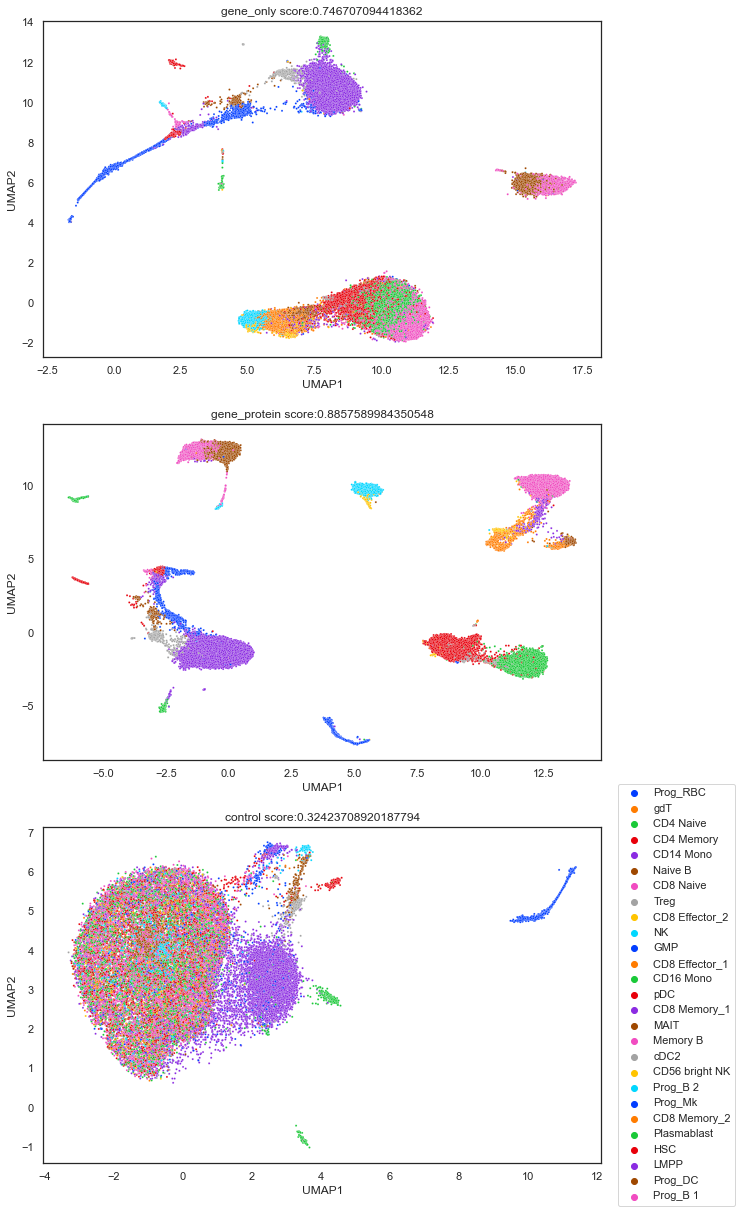 gene_only score:0.746707094418362
14
12
10
8
6
4
2
0
−2
UMAP2
−2.5 0.0 2.5 5.0 7.5 10.0 12.5 15.0 17.5
UMAP1
gene_protein score:0.8857589984350548
10
5
0
−5
UMAP2
−5.0 −2.5 0.0 2.5 5.0 7.5 10.0 12.5
UMAP1
control score:0.32423708920187794
7
6
5
4
3
2
1
0
−1
UMAP2
−4 −2 0 2 4 6 8 10 12
UMAP1
Prog_RBC
gdT
CD4 Naive
CD4 Memory
CD14 Mono
Naive B
CD8 Naive
Treg
CD8 Effector_2
NK
GMP
CD8 Effector_1
CD16 Mono
pDC
CD8 Memory_1
MAIT
Memory B
cDC2
CD56 bright NK
Prog_B 2
Prog_Mk
CD8 Memory_2
Plasmablast
HSC
LMPP
Prog_DC
Prog_B 1